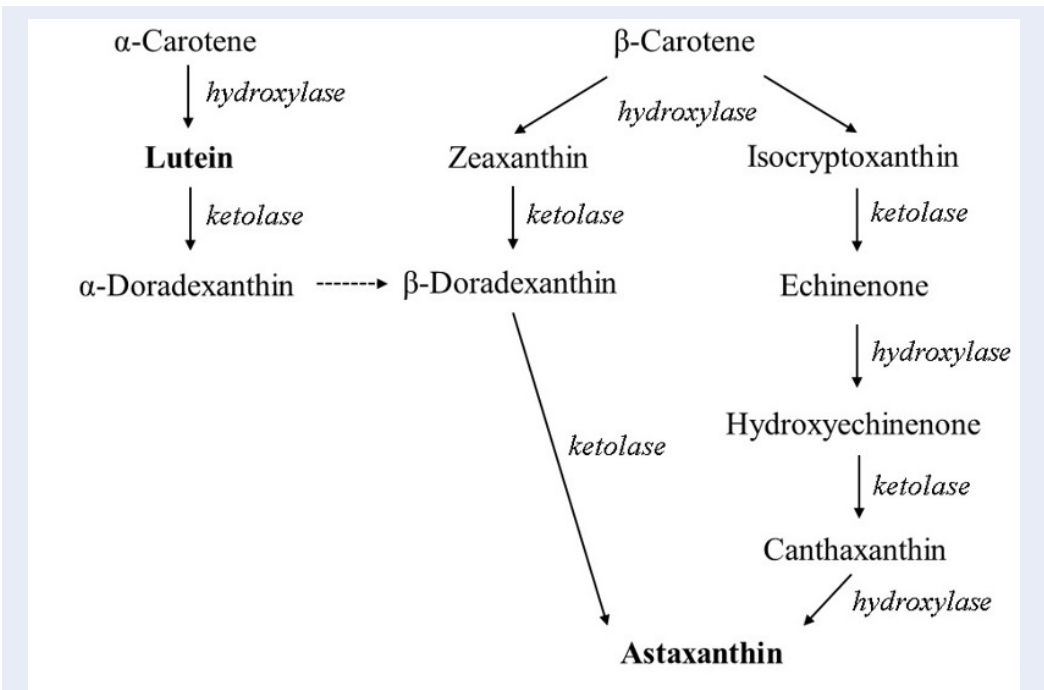 α-Carotene
β-Carotene
hydroxylase
hydroxylase
Lutein
Zeaxanthin
Isocryptoxanthin
ketolase
ketolase
ketolase
α-Doradexanthin
β-Doradexanthin
Echinenone
hydroxylase
Hydroxyechinenone
ketolase
ketolase
Canthaxanthin
hydroxylase
Astaxanthin